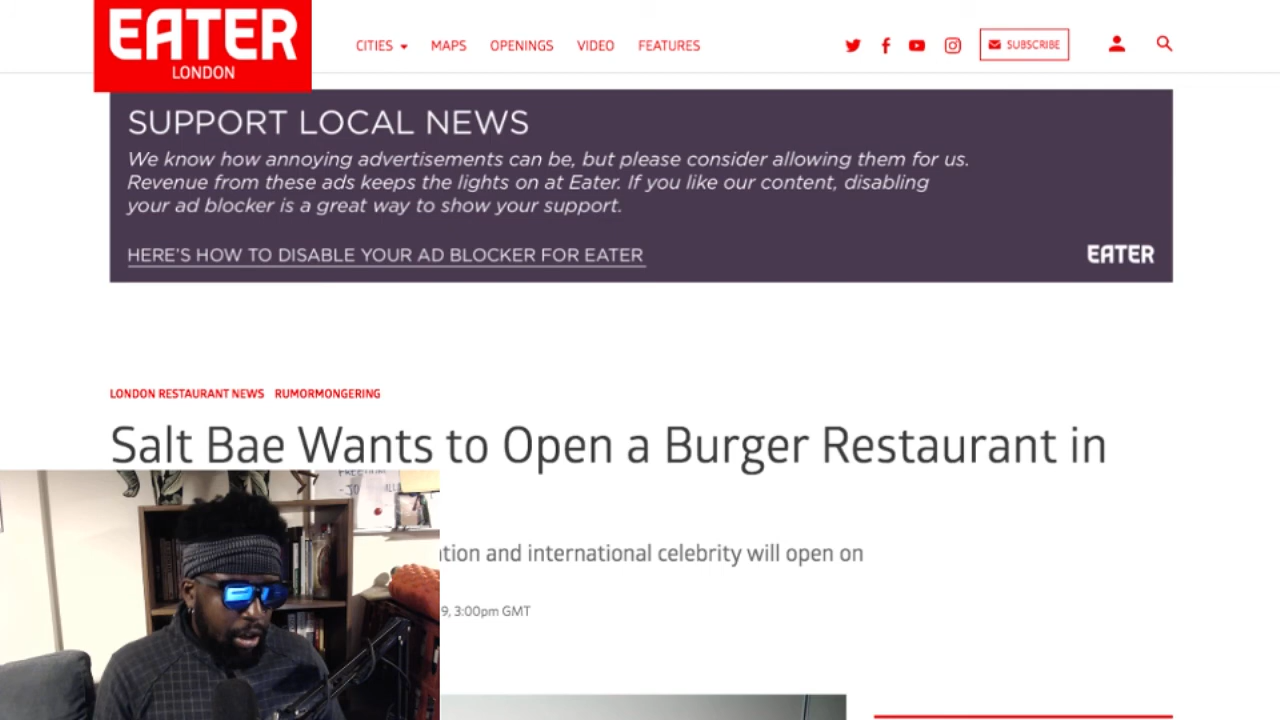 EATER
LONDON
CITIES
MAPS
OPENINGS
VIDEO
FEATURES
SUBSCRIBE
SUPPORT LOCAL NEWS
We know how annoying advertisements can be, but please consider allowing them for us.
Revenue from these ads keeps the lights on at Eater. If you like our content, disabling
your ad blocker is a great way to show your support.
HERE'S HOW TO DISABLE YOUR AD BLOCKER FOR EATER
EATER
LONDON RESTAURANT NEWS RUMORMONGERING
Salt Bae Wants to Open a Burger Restaurant in
and international celebrity will open on
9, 3:00pm GMT